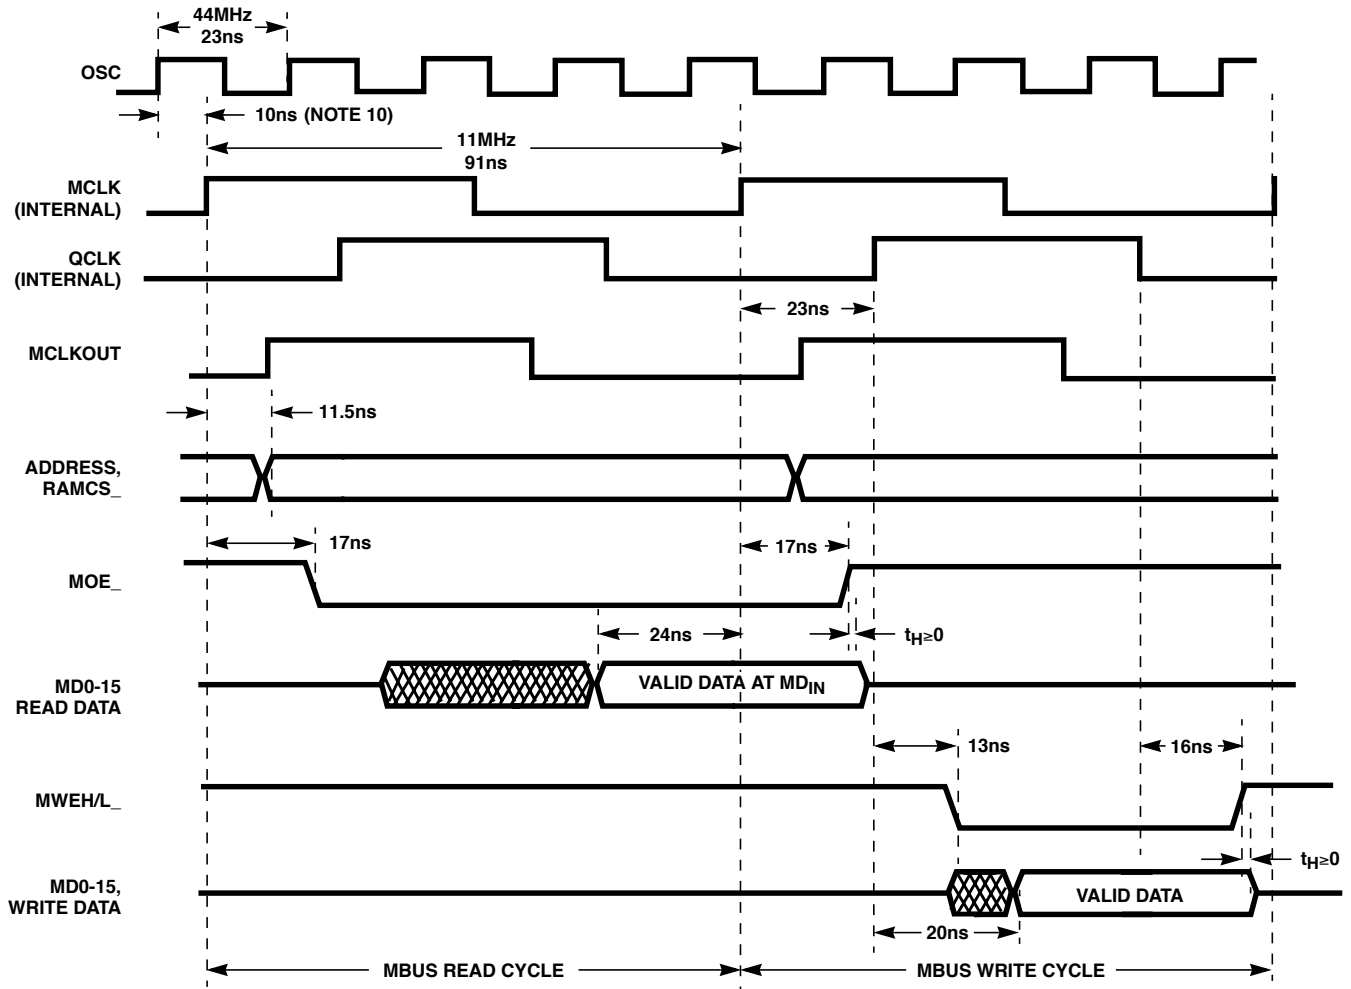 44MHz
23ns
OSC
10ns (NOTE 10)
11MHz
91ns
MCLK
(INTERNAL)
QCLK
(INTERNAL)
23ns
MCLKOUT
11.5ns
ADDRESS,
RAMCS_
17ns
17ns
MOE_
24ns
tH≥0
VALID DATA AT MDIN
MD0-15
READ DATA
13ns
16ns
MWEH/L_
tH≥0
MD0-15,
WRITE DATA
VALID DATA
20ns
MBUS READ CYCLE
MBUS WRITE CYCLE